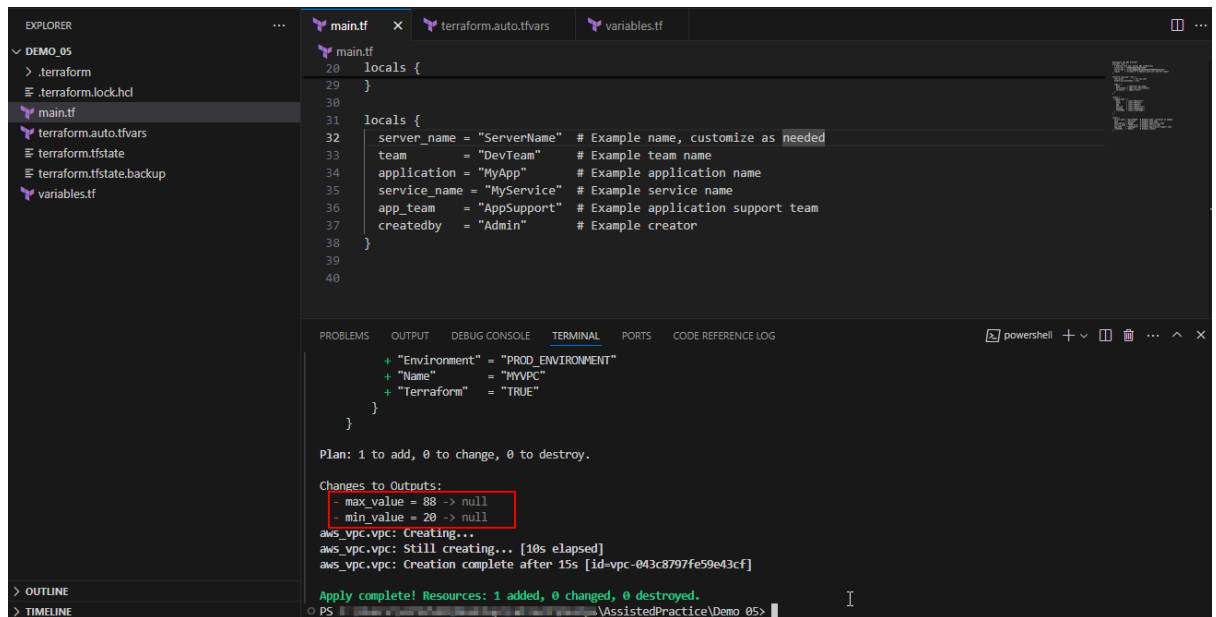 EXPLORER
···
main.tf
terraform.auto.tfvars
variables.tf
DEMO_05
.terraform
.terraform.lock.hcl
main.tf
terraform.auto.tfvars
terraform.tfstate
terraform.tfstate.backup
variables.tf
main.tf
20 locals {
29 }
30
31 locals {
32 server_name = "ServerName" # Example name, customize as needed
33 team = "DevTeam" # Example team name
34 application = "MyApp" # Example application name
35 service_name = "MyService" # Example service name
36 app_team = "AppSupport" # Example application support team
37 createdby = "Admin" # Example creator
38 }
39
40
PROBLEMS OUTPUT DEBUG CONSOLE TERMINAL PORTS CODE REFERENCE LOG
powershell
+ "Environment" = "PROD_ENVIRONMENT"
+ "Name" = "MYVPC"
+ "Terraform" = "TRUE"
}
}
Plan: 1 to add, 0 to change, 0 to destroy.
Changes to Outputs:
- max_value = 88 -> null
- min_value = 20 -> null
aws_vpc.vpc: Creating...
aws_vpc.vpc: Still creating... [10s elapsed]
aws_vpc.vpc: Creation complete after 15s [id=vpc-043c8797fe59e43cf]
Apply complete! Resources: 1 added, 0 changed, 0 destroyed.
PS \AssistedPractice\Demo 05>
OUTLINE
TIMELINE